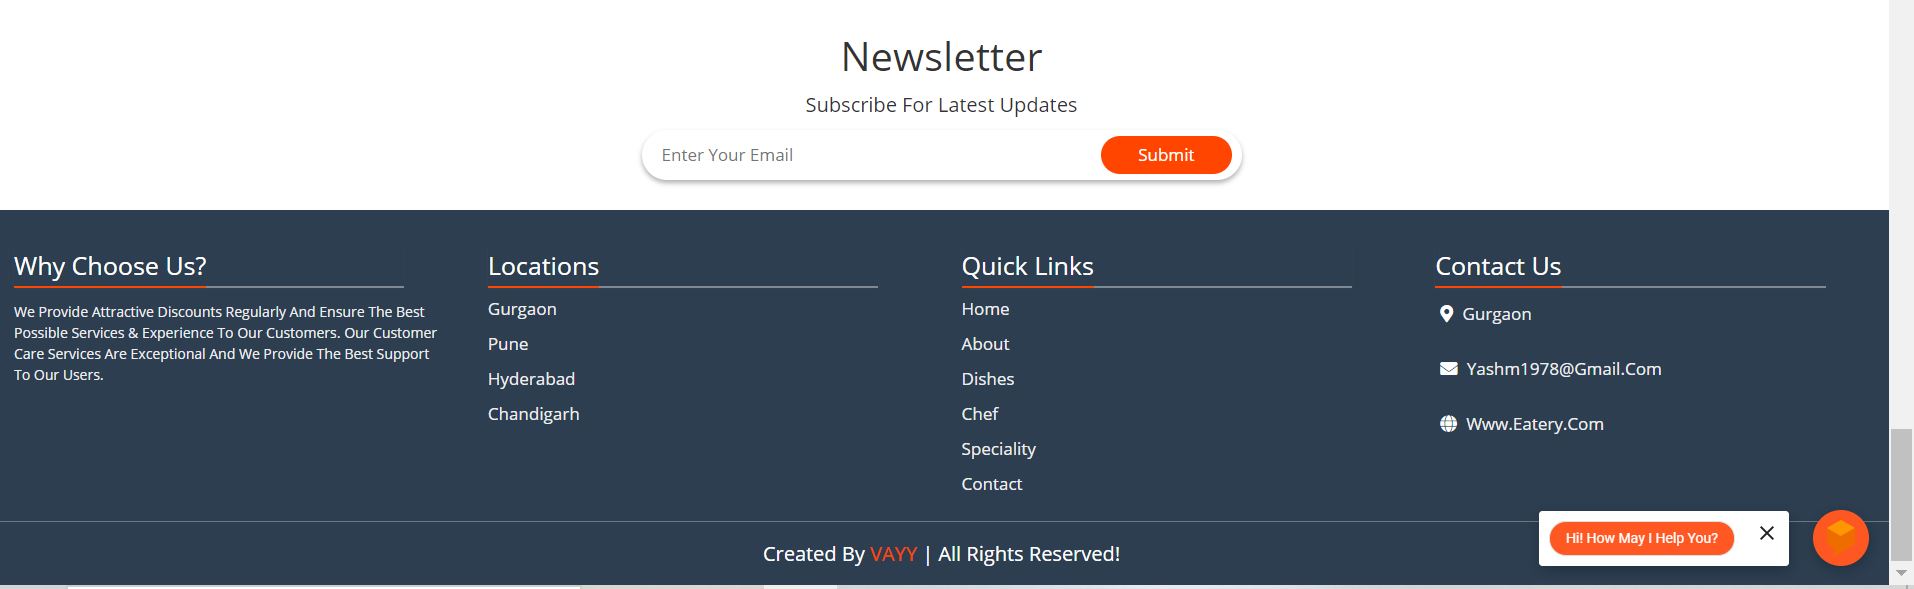 Newsletter
Subscribe For Latest Updates
Enter Your Email
Submit
Why Choose Us?
We Provide Attractive Discounts Regularly And Ensure The Best
Possible Services & Experience To Our Customers. Our Customer
Care Services Are Exceptional And We Provide The Best Support
To Our Users.
Locations
Gurgaon
Pune
Hyderabad
Chandigarh
Quick Links
Home
About
Dishes
Chef
Speciality
Contact
Contact Us
Gurgaon
Yashm1978@Gmail.Com
Www.Eatery.Com
Hi! How May I Help You?
Created By VAYY | All Rights Reserved!